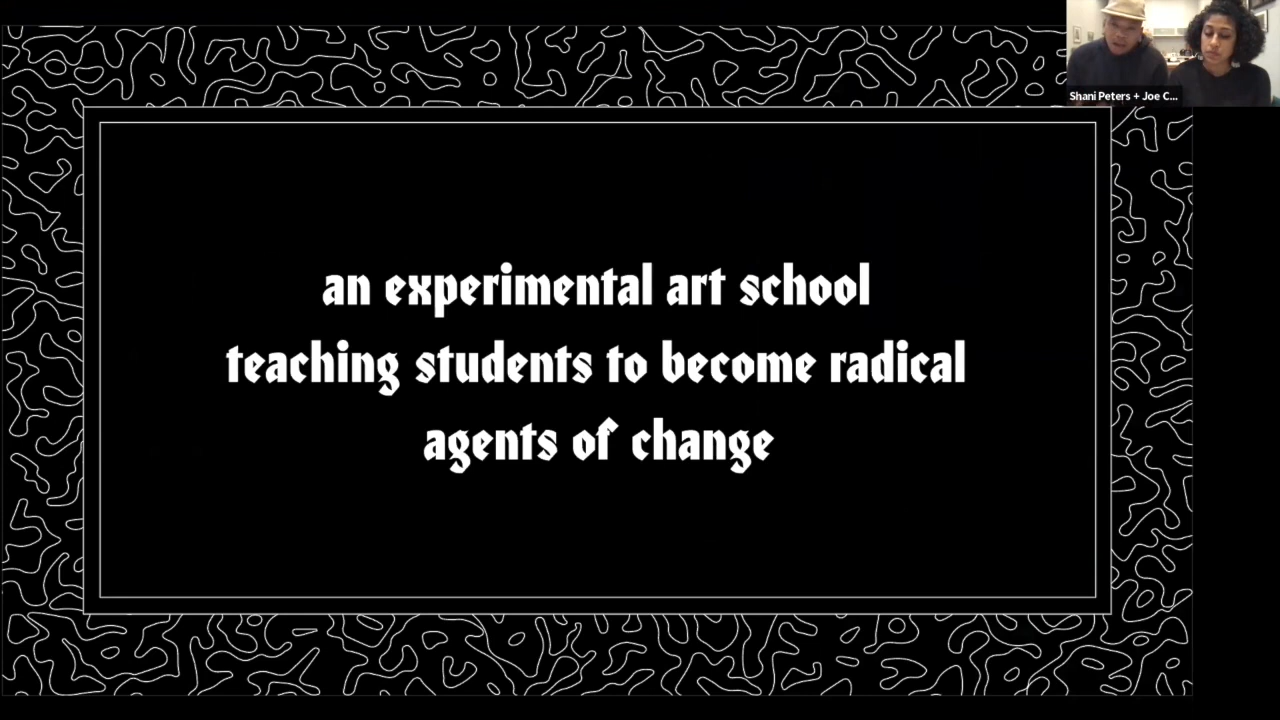 Shani Peters + Joe C...
an experimental art school
teaching students to become radical
agents of change